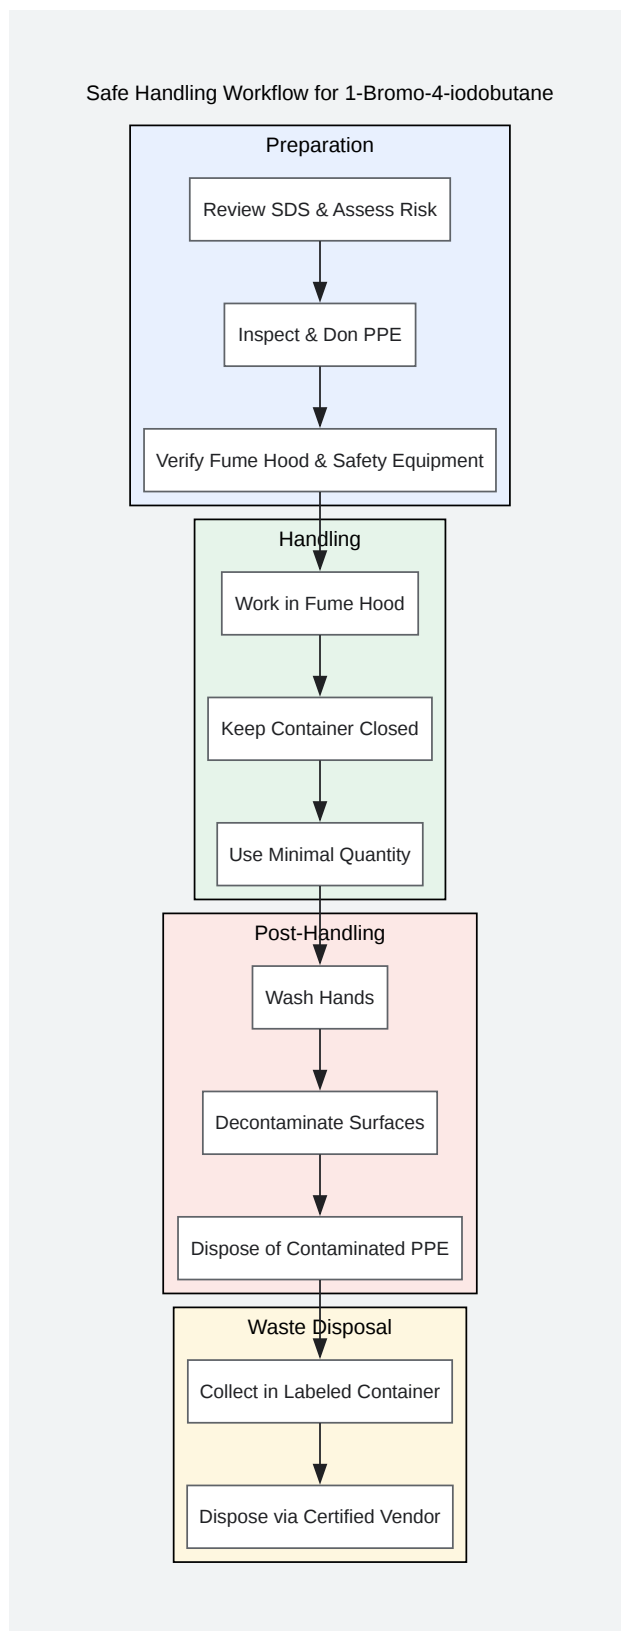 Safe Handling Workflow for 1-Bromo-4-iodobutane
Preparation
Review SDS & Assess Risk
Inspect & Don PPE
Verify Fume Hood & Safety Equipment
Handling
Work in Fume Hood
Keep Container Closed
Use Minimal Quantity
Post-Handling
Wash Hands
Decontaminate Surfaces
Dispose of Contaminated PPE
Waste Disposal
Collect in Labeled Container
Dispose via Certified Vendor